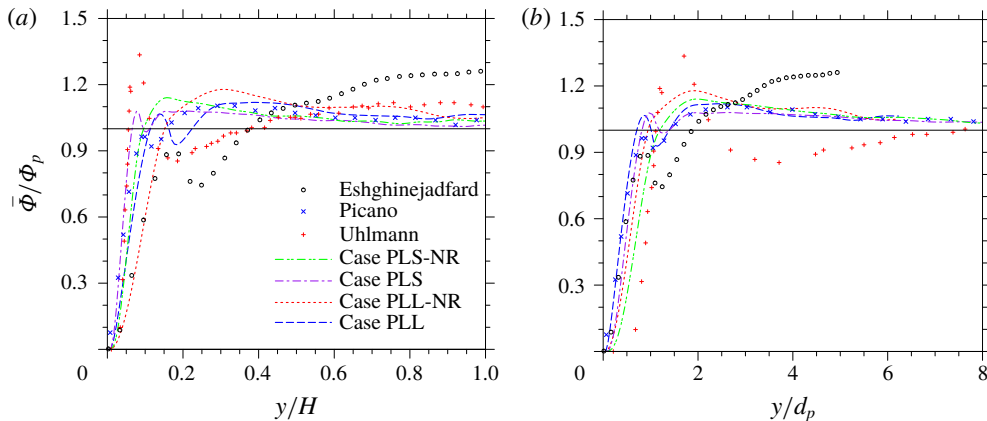 (a)
1.5
1.2
0.9
0.6
0.3
0
0.2
0.4
0.6
0.8
1.0
y/H
Φ̄/Φp
Eshghinejadfard
Picano
Uhlmann
Case PLS-NR
Case PLS
Case PLL-NR
Case PLL
(b)
1.5
1.2
0.9
0.6
0.3
0
2
4
6
8
y/dp